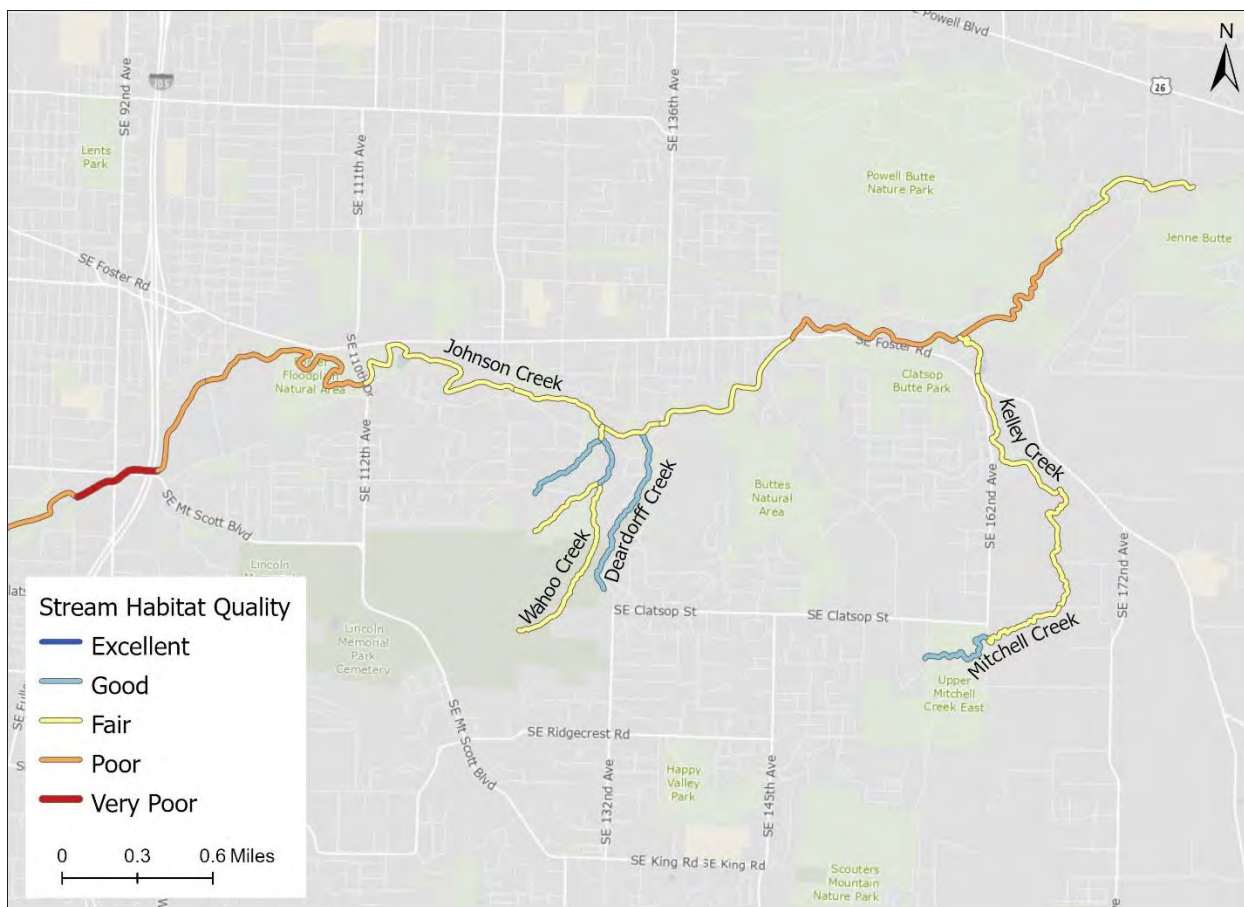 SE Powell Blvd
N
26
205
SE 92nd Ave
SE 136th Ave
Lents
Park
SE 111th Ave
Powell Butte
Nature Park
Jenne Butte
SE Foster Rd
SE 110th Dr
Johnson Creek
SE Foster Rd
Floodplain
Natural Area
Clatsop
Butte Park
Kelley Creek
SE 112th Ave
Buttes
Natural
Area
SE 162nd Ave
SE Mt Scott Blvd
Deardorff Creek
SE 172nd Ave
Wahoo Creek
Lincoln
SE Clatsop St
SE Clatsop St
Lincoln
Memorial
Park
Cemetery
Mitchell Creek
Upper
Mitchell
Creek East
SE Mt Scott Blvd
SE Ridgecrest Rd
Happy
Valley
Park
SE 132nd Ave
SE 145th Ave
SE King Rd
SE King Rd
Scouters
Mountain
Nature Park
Stream Habitat Quality
Excellent
Good
Fair
Poor
Very Poor
0 0.3 0.6 Miles